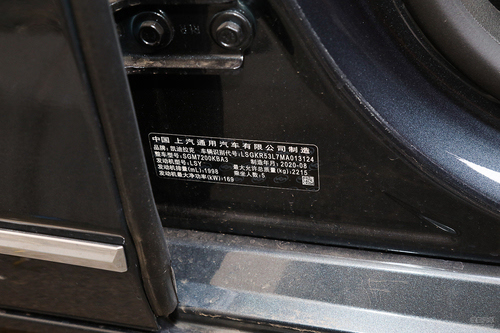 中国 上汽通用汽车有限公司制造
品牌:凯迪拉克 车辆识别代号:LSGKR53L7MA013124
整车型号:SGM7200KBA3 制造年月:2020-08
发动机型号:LSY 最大允许总质量(kg):2215
发动机排量(mL):1998 乘坐人数:5
发动机最大净功率(kW):169